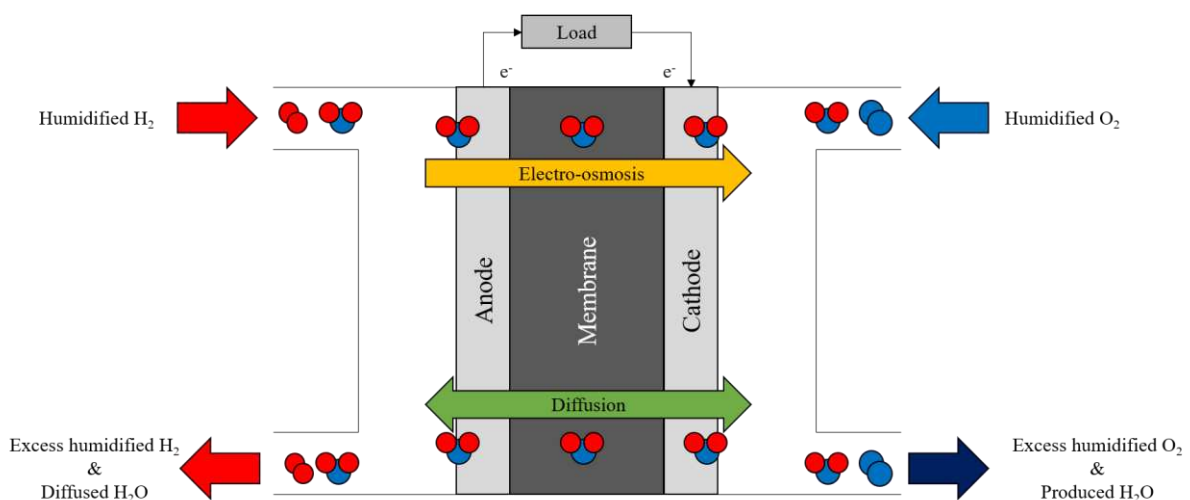 Load
e-
e-
Humidified H2
Humidified O2
Electro-osmosis
Anode
Membrane
Cathode
Diffusion
Excess humidified H2
&
Diffused H2O
Excess humidified O2
&
Produced H2O